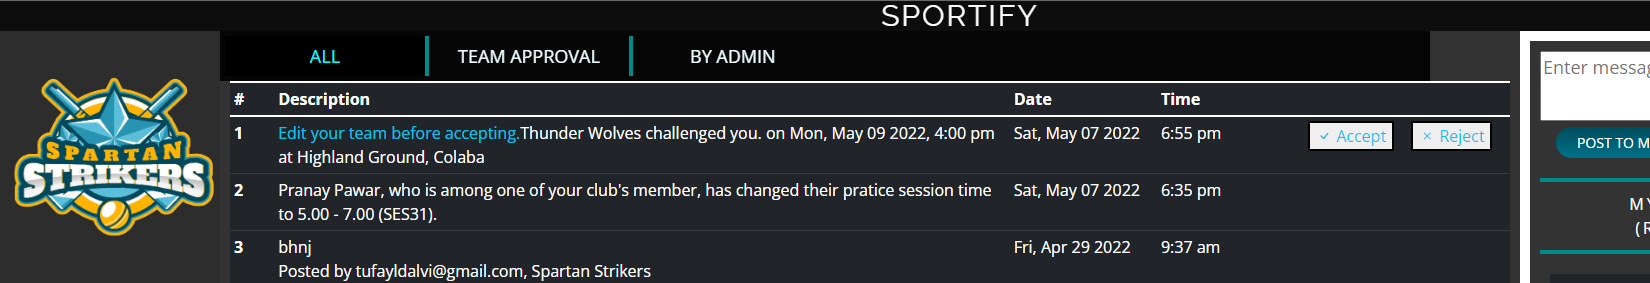 SPORTIFY
ALL TEAM APPROVAL BY ADMIN
SPARTAN
STRIKERS
Enter messag
# Description Date Time
1 Edit your team before accepting.Thunder Wolves challenged you. on Mon, May 09 2022, 4:00 pm Sat, May 07 2022 6:55 pm Accept Reject
at Highland Ground, Colaba
POST TO M
2 Pranay Pawar, who is among one of your club's member, has changed their pratice session time Sat, May 07 2022 6:35 pm
to 5.00 - 7.00 (SES31).
M Y
( R
3 bhnj Fri, Apr 29 2022 9:37 am
Posted by tufayldalvi@gmail.com, Spartan Strikers